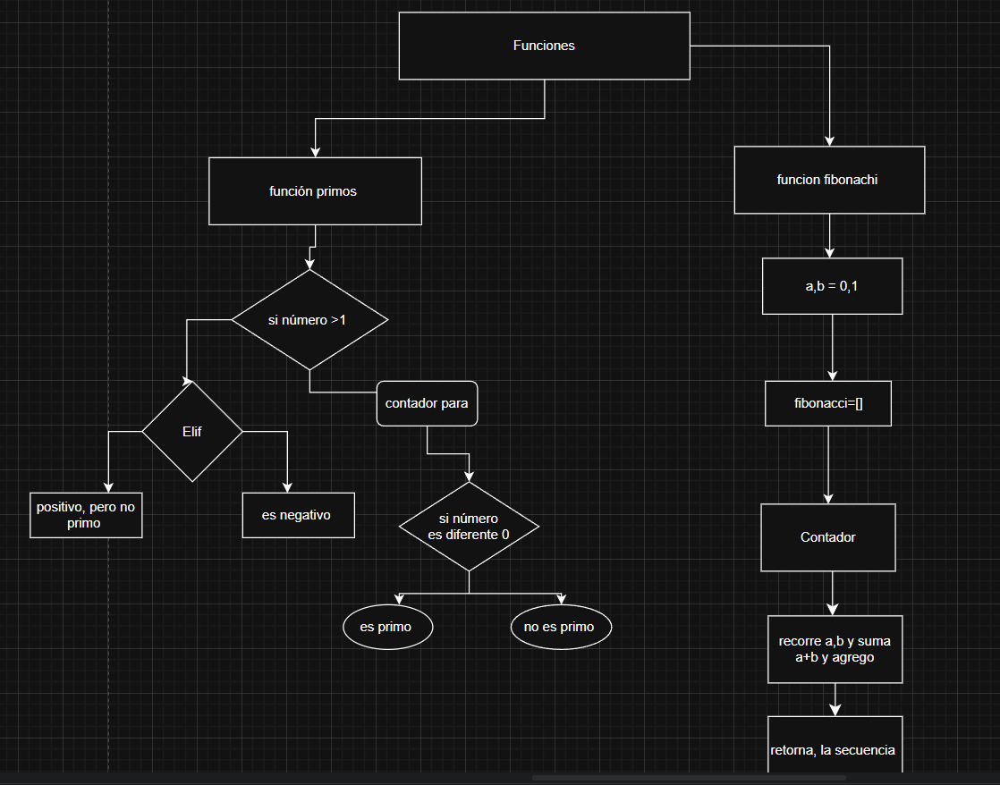 Funciones
función primos
funcion fibonachi
si número >1
a,b = 0,1
contador para
fibonacci=[]
Elif
positivo, pero no
primo
es negativo
si número
es diferente 0
Contador
es primo
no es primo
recorre a,b y suma
a+b y agrego
retorna, la secuencia